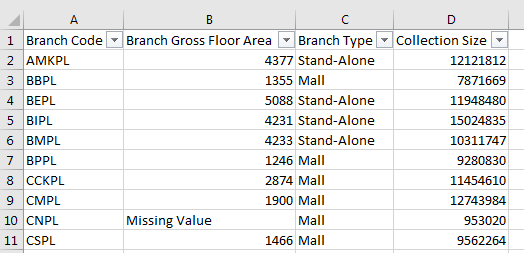 A B C D
1 Branch Code Branch Gross Floor Area Branch Type Collection Size
2 AMKPL 4377 Stand-Alone 12121812
3 BBPL 1355 Mall 7871669
4 BEPL 5088 Stand-Alone 11948480
5 BIPL 4231 Stand-Alone 15024835
6 BMPL 4233 Stand-Alone 10311747
7 BPPL 1246 Mall 9280830
8 CCKPL 2874 Mall 11454610
9 CMPL 1900 Mall 12743984
10 CNPL Missing Value Mall 953020
11 CSPL 1466 Mall 9562264